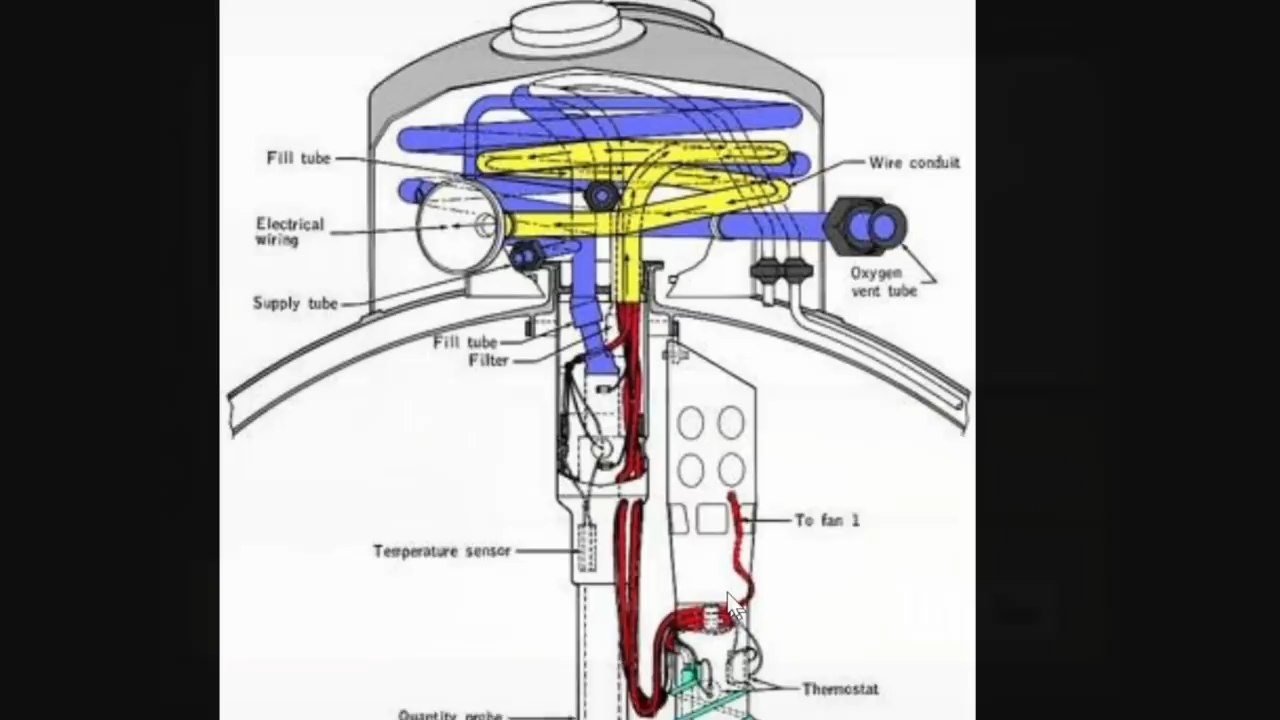 Fill tube
Wire conduit
Electrical
wiring
Oxygen
vent tube
Supply tube
Fill tube
Filter
To fan 1
Temperature sensor
Thermostat
Quantity probe